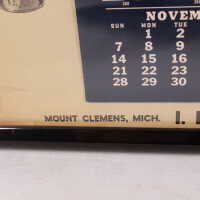 NOVEM
SUN MON TUE
1 2
7 8 9
14 15 16
21 22 23
28 29 30
MOUNT CLEMENS, MICH.